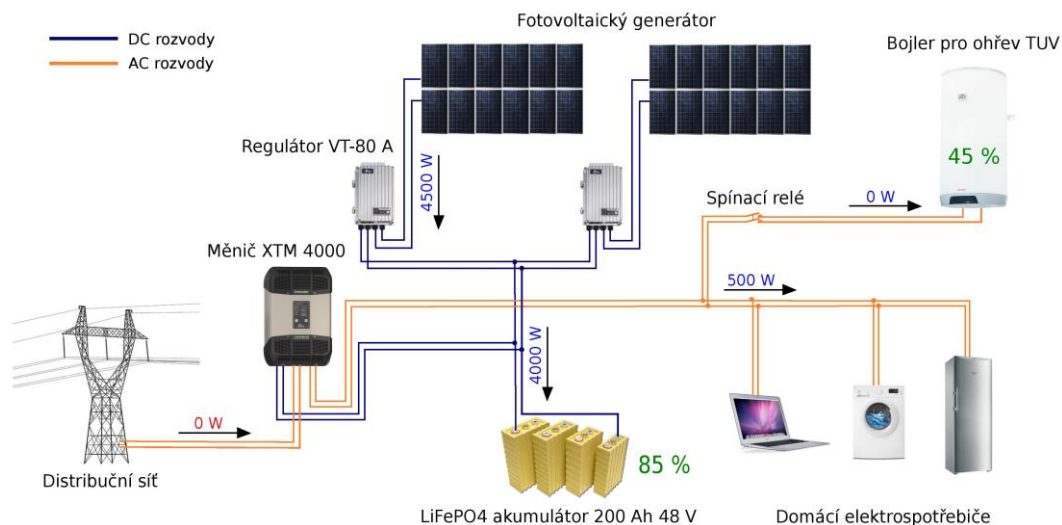 Fotovoltaický generátor
DC rozvody
AC rozvody
Bojler pro ohřev TUV
Regulátor VT-80 A
4500 W
45 %
Spínací relé
0 W
Měnič XTM 4000
500 W
4000 W
0 W
85 %
Distribuční síť
LiFePO4 akumulátor 200 Ah 48 V
Domácí elektrospotřebiče